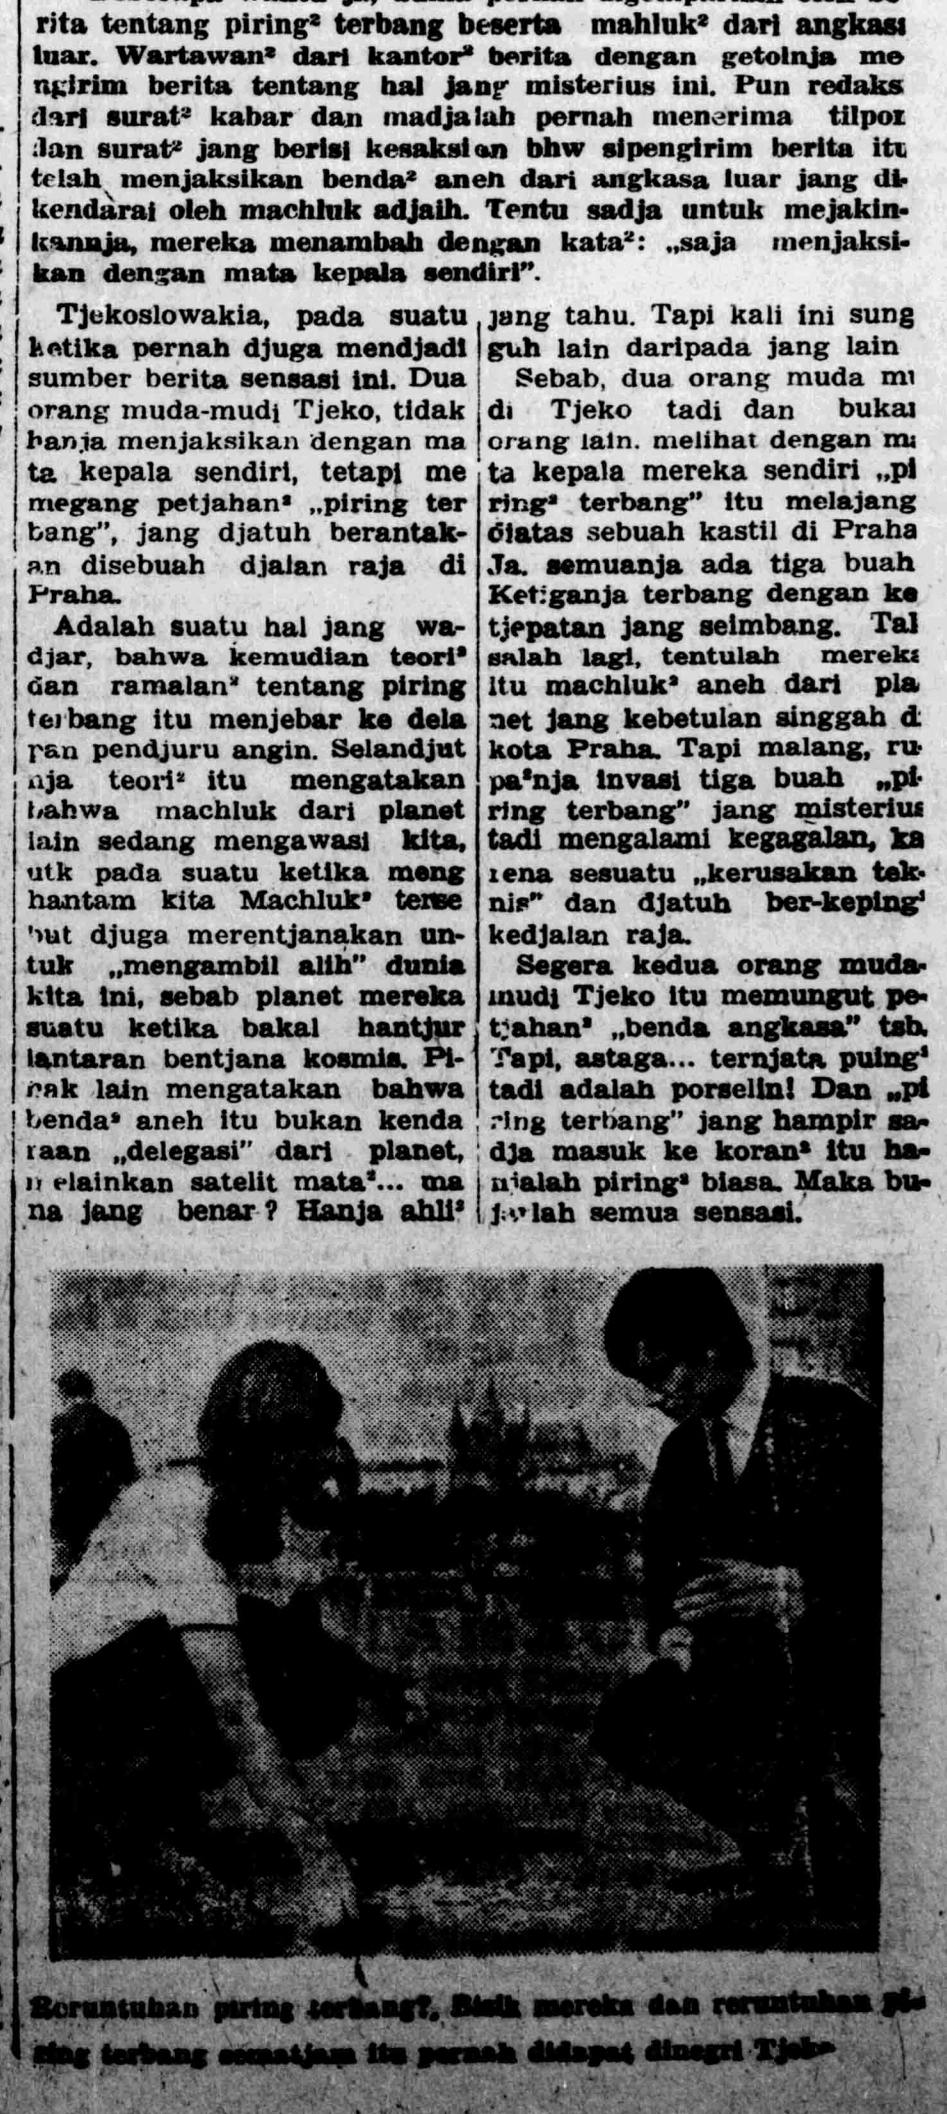 rita tentang piring² terbang beserta mahluk² dari angkasa
luar. Wartawan² dari kantor² berita dengan getolnja me
ngirim berita tentang hal jang misterius ini. Pun redaks
dari surat² kabar dan madjalah pernah menerima tilpon
dan surat² jang berisi kesaksian bhw sipengirim berita itu
telah menjaksikan benda² aneh dari angkasa luar jang di-
kendarai oleh machluk adjaih. Tentu sadja untuk mejakin-
kannja, mereka menambah dengan kata²: „saja menjaksi-
kan dengan mata kepala sendiri”.
Tjekoslowakia, pada suatu
ketika pernah djuga mendjadi
sumber berita sensasi ini. Dua
orang muda-mudi Tjeko, tidak
hanja menjaksikan dengan ma
ta kepala sendiri, tetapi me
megang petjahan² „piring ter
bang”, jang djatuh berantak-
an disebuah djalan raja di
Praha.
Adalah suatu hal jang wa-
djar, bahwa kemudian teori²
dan ramalan² tentang piring
terbang itu menjebar ke dela
pan pendjuru angin. Selandjut
nja teori² itu mengatakan
bahwa machluk dari planet
lain sedang mengawasi kita,
utk pada suatu ketika meng
hantam kita Machluk² terse
but djuga merentjanakan un-
tuk „mengambil alih” dunia
kita ini, sebab planet mereka
suatu ketika bakal hantjur
lantaran bentjana kosmis. Pi-
hak lain mengatakan bahwa
benda² aneh itu bukan kenda
raan „delegasi” dari planet,
melainkan satelit mata²... ma
na jang benar? Hanja ahli²
jang tahu. Tapi kali ini sung
guh lain daripada jang lain
Sebab, dua orang muda mu
di Tjeko tadi dan bukan
orang lain. melihat dengan ma
ta kepala mereka sendiri „pi
ring² terbang” itu melajang
diatas sebuah kastil di Praha
Ja. semuanja ada tiga buah
Ketiganja terbang dengan ke
tjepatan jang seimbang. Tak
salah lagi, tentulah mereka
itu machluk² aneh dari pla
net jang kebetulan singgah di
kota Praha. Tapi malang, ru-
pa²nja invasi tiga buah „pi-
ring terbang” jang misterius
tadi mengalami kegagalan, ka
rena sesuatu „kerusakan tek-
nis” dan djatuh ber-keping²
kedjalan raja.
Segera kedua orang muda-
mudi Tjeko itu memungut pe-
tjahan² „benda angkasa” tsb.
Tapi, astaga... ternjata puing²
tadi adalah porselin! Dan „pi
ring terbang” jang hampir sa-
dja masuk ke koran² itu ha-
njalah piring² biasa. Maka bu-
jarlah semua sensasi.
Reruntuhan piring terbang?, Bisik mereka dan reruntuhan pi-
ring terbang sematjam itu pernah didapat dinegri Tjeko